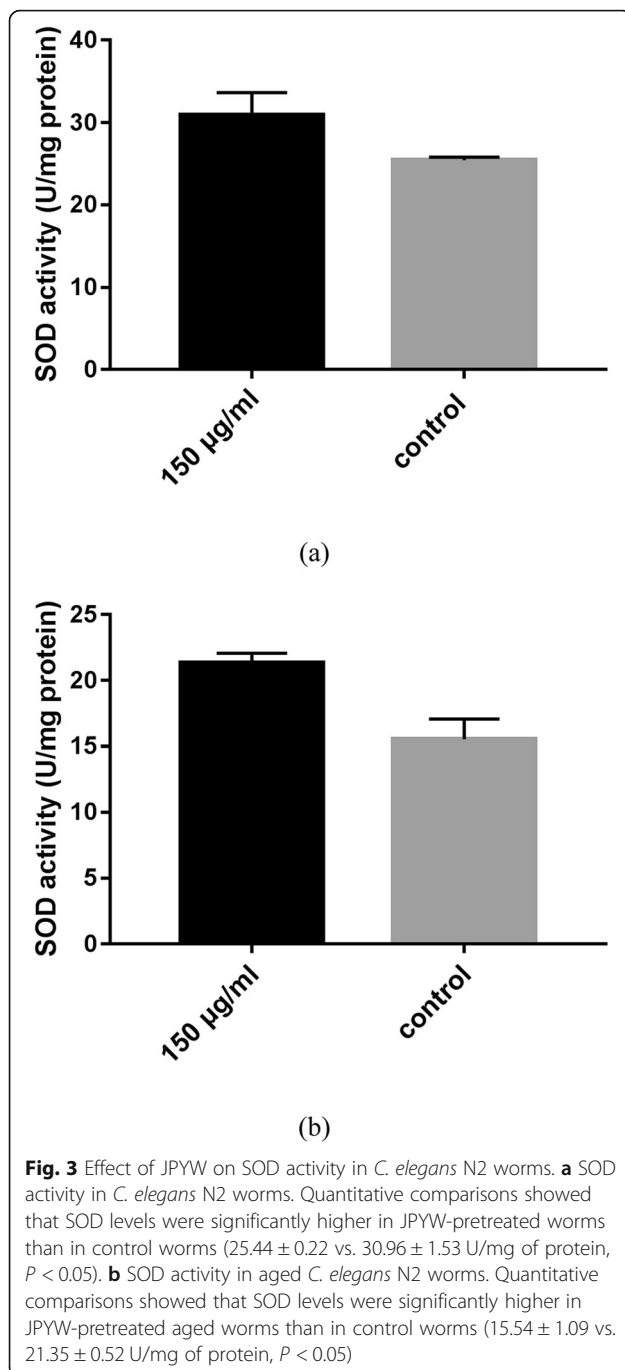 SOD activity (U/mg protein)
40
30
20
10
0
150 µg/ml
control
(a)
SOD activity (U/mg protein)
25
20
15
10
5
0
150 µg/ml
control
(b)
Fig. 3 Effect of JPYW on SOD activity in C. elegans N2 worms. a SOD
activity in C. elegans N2 worms. Quantitative comparisons showed
that SOD levels were significantly higher in JPYW-pretreated worms
than in control worms (25.44 ± 0.22 vs. 30.96 ± 1.53 U/mg of protein,
P < 0.05). b SOD activity in aged C. elegans N2 worms. Quantitative
comparisons showed that SOD levels were significantly higher in
JPYW-pretreated aged worms than in control worms (15.54 ± 1.09 vs.
21.35 ± 0.52 U/mg of protein, P < 0.05)